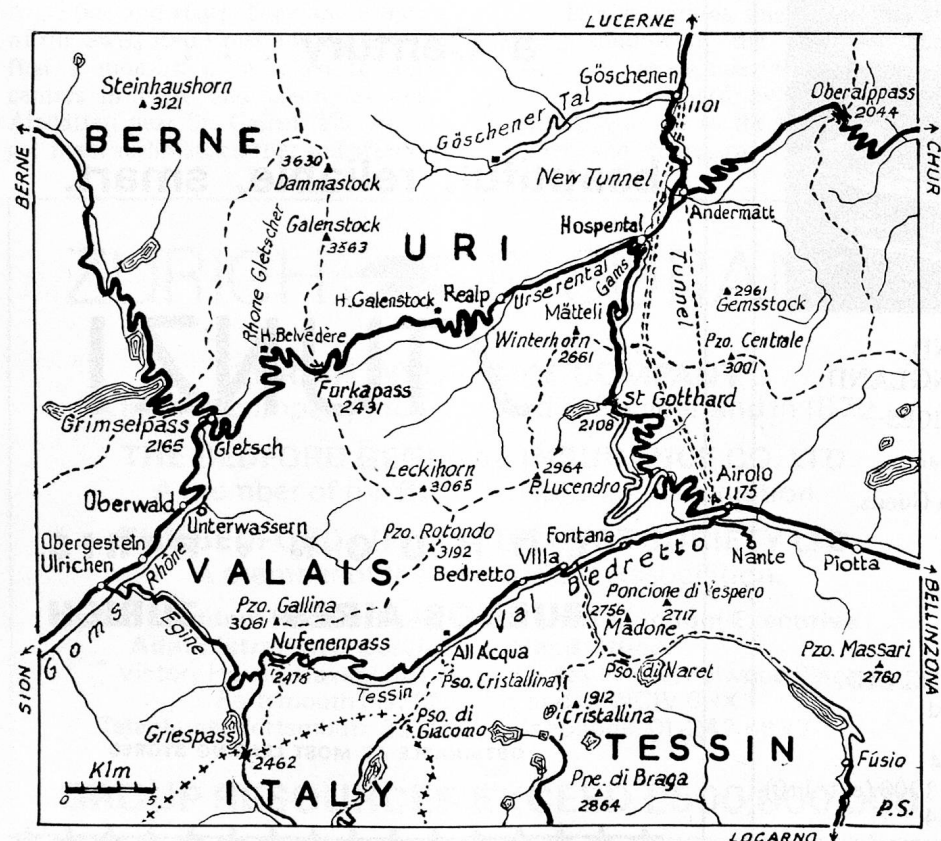 LUCERNE
Steinhaushorn
3121
Göschenen
1101
Oberalppass
2044
BERNE
BERNE
Göschener Tal
CHUR
3630
Dammastock
New Tunnel
Andermatt
Galenstock
3563
URI
Hospental
Rhone Gletscher
H. Galenstock
Realp
Urserental
Gams
Tunnel
2961
Gemsstock
Mätteli
H. Belvédère
Winterhorn
2661
Pzo. Centrale
3001
Furkapass
2431
St Gotthard
2108
Grimselpass
2165
Gletsch
2964
P. Lucendro
Leckihorn
3065
Airolo
1175
Oberwald
Unterwassern
Pzo. Rotondo
3192
Fontana
Villa
Bedretto
Val Bedretto
Nante
Piotta
Obergesteln
Ulrichen
Rhône
VALAIS
Goms
Egine
Pzo. Gallina
3061
Poncione di Vespero
2717
2756
Madone
BELLINZONA
SION
Nufenenpass
2478
All'Acqua
Tessin
Pso. Cristallina
Pso. di Naret
Pzo. Massari
2760
Pso. di
Giacomo
1912
Cristallina
Griespass
2462
TESSIN
Fúsio
Klm
0 5
ITALY
Pne. di Braga
2864
P.S.
LOCARNO